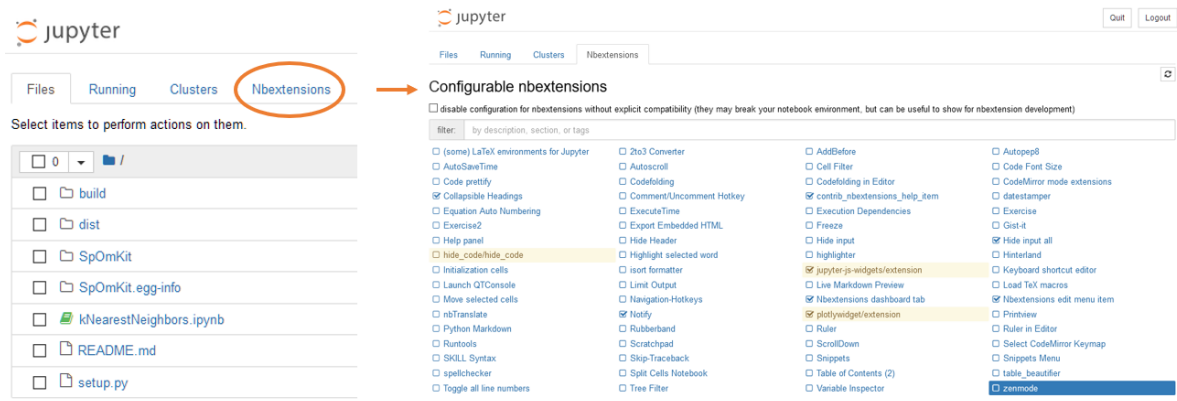 jupyter
Files Running Clusters Nbextensions
Select items to perform actions on them.
0 /
build
dist
SpOmKit
SpOmKit.egg-info
kNearestNeighbors.ipynb
README.md
setup.py
jupyter
Quit Logout
Files Running Clusters Nbextensions
Configurable nbextensions
disable configuration for nbextensions without explicit compatibility (they may break your notebook environment, but can be useful to show for nbextension development)
filter: by description, section, or tags
(some) LaTeX environments for Jupyter 2to3 Converter AddBefore Autopep8
AutoSaveTime Autoscroll Cell Filter Code Font Size
Code prettify Codefolding Codefolding in Editor CodeMirror mode extensions
Collapsible Headings Comment/Uncomment Hotkey contrib_nbextensions_help_item datestamper
Equation Auto Numbering ExecuteTime Execution Dependencies Exercise
Exercise2 Export Embedded HTML Freeze Gist-it
Help panel Hide Header Hide input Hide input all
hide_code/hide_code Highlight selected word highlighter Hinterland
Initialization cells isort formatter jupyter-js-widgets/extension Keyboard shortcut editor
Launch QTConsole Limit Output Live Markdown Preview Load TeX macros
Move selected cells Navigation-Hotkeys Nbextensions dashboard tab Nbextensions edit menu item
nbTranslate Notify plotlywidget/extension Printview
Python Markdown Rubberband Ruler Ruler in Editor
Runtools Scratchpad ScrollDown Select CodeMirror Keymap
SKILL Syntax Skip-Traceback Snippets Snippets Menu
spellchecker Split Cells Notebook Table of Contents (2) table_beautifier
Toggle all line numbers Tree Filter Variable Inspector zenmode